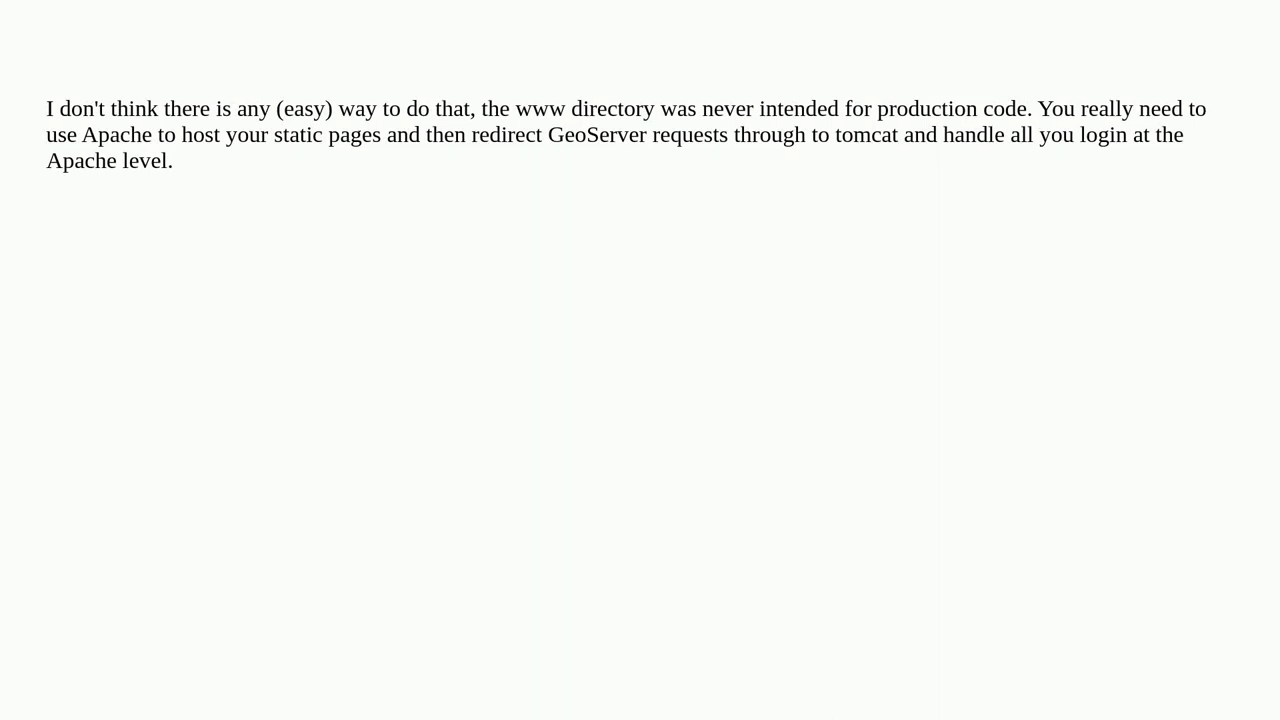 I don't think there is any (easy) way to do that, the www directory was never intended for production code. You really need to
use Apache to host your static pages and then redirect GeoServer requests through to tomcat and handle all you login at the
Apache level.